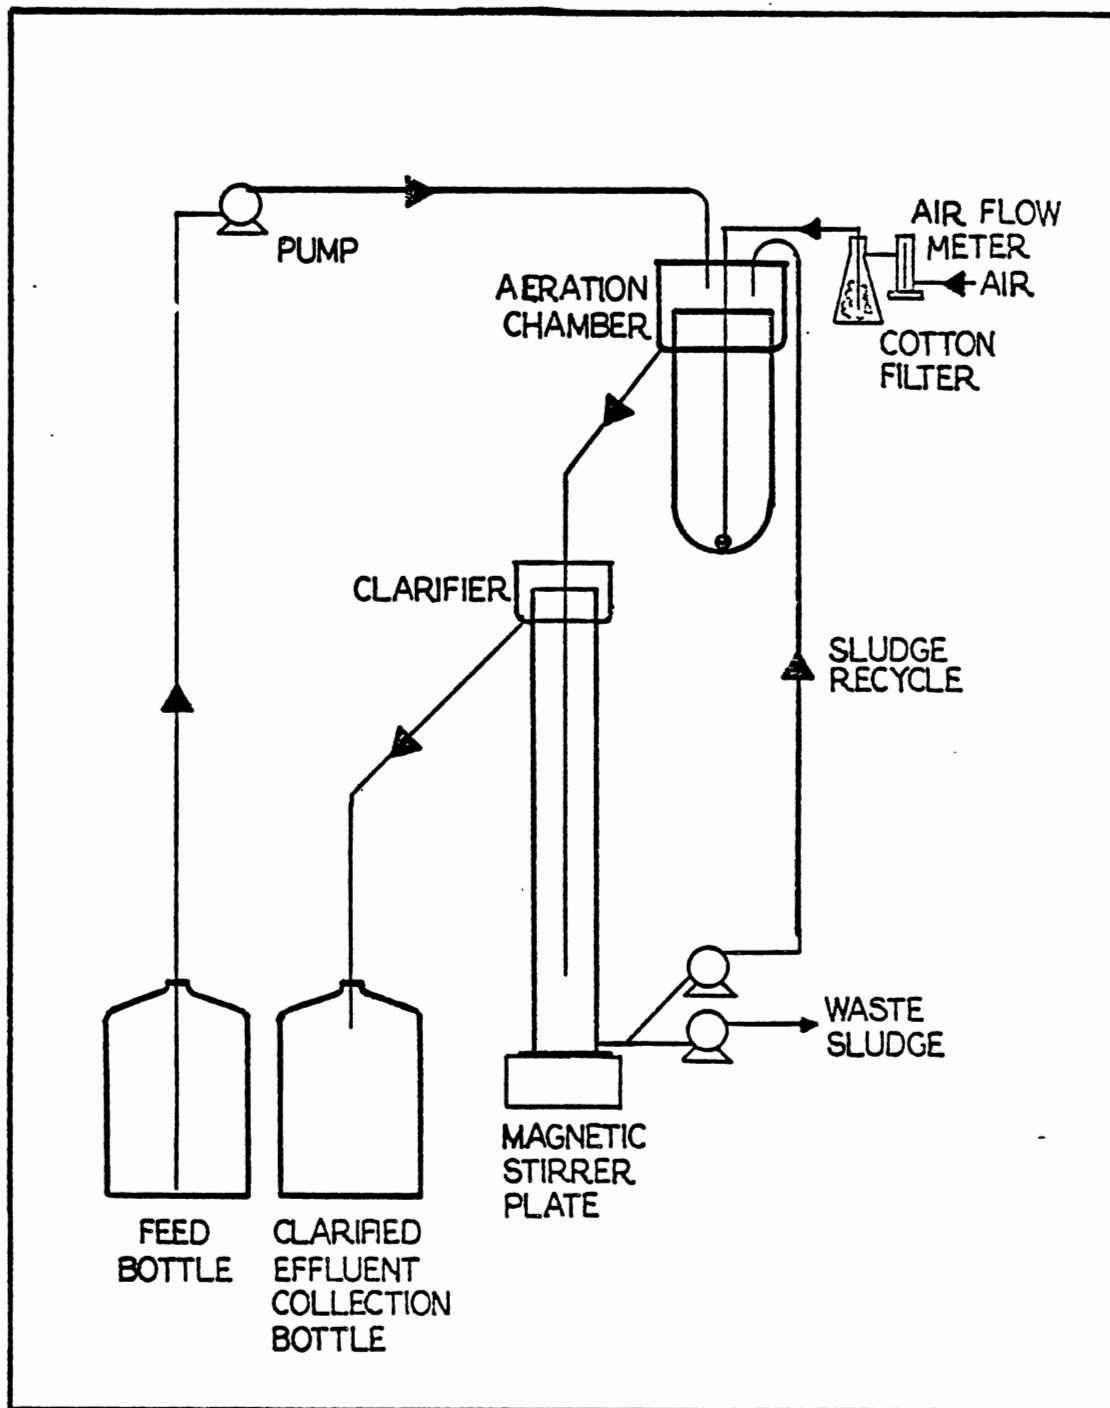 PUMP
AIR FLOW
METER
AIR
AERATION
CHAMBER
COTTON
FILTER
CLARIFIER
SLUDGE
RECYCLE
WASTE
SLUDGE
MAGNETIC
STIRRER
PLATE
FEED
BOTTLE
CLARIFIED
EFFLUENT
COLLECTION
BOTTLE